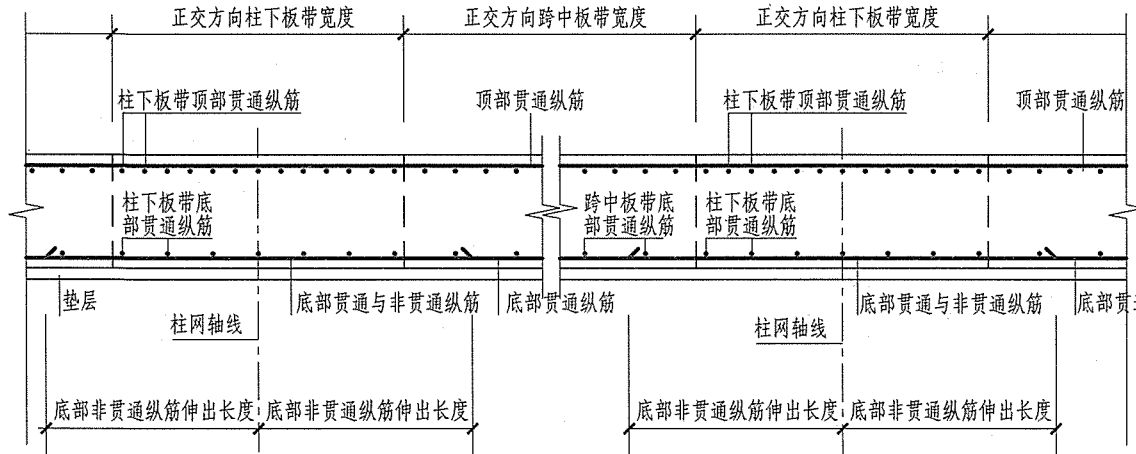 正交方向柱下板带宽度
正交方向跨中板带宽度
正交方向柱下板带宽度
柱下板带顶部贯通纵筋
顶部贯通纵筋
柱下板带顶部贯通纵筋
顶部贯通纵筋
柱下板带底
部贯通纵筋
跨中板带底
部贯通纵筋
柱下板带底
部贯通纵筋
垫层
底部贯通与非贯通纵筋
底部贯通纵筋
底部贯通与非贯通纵筋
底部贯
柱网轴线
柱网轴线
底部非贯通纵筋伸出长度
底部非贯通纵筋伸出长度
底部非贯通纵筋伸出长度
底部非贯通纵筋伸出长度